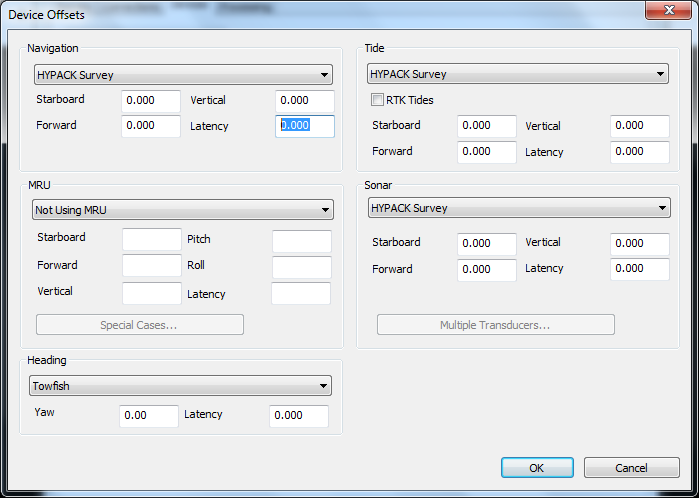 Device Offsets
Navigation
HYPACK Survey
Starboard 0.000 Vertical 0.000
Forward 0.000 Latency 0.000
Tide
HYPACK Survey
RTK Tides
Starboard 0.000 Vertical 0.000
Forward 0.000 Latency 0.000
MRU
Not Using MRU
Starboard Pitch
Forward Roll
Vertical Latency
Special Cases...
Sonar
HYPACK Survey
Starboard 0.000 Vertical 0.000
Forward 0.000 Latency 0.000
Multiple Transducers...
Heading
Towfish
Yaw 0.00 Latency 0.000
OK Cancel